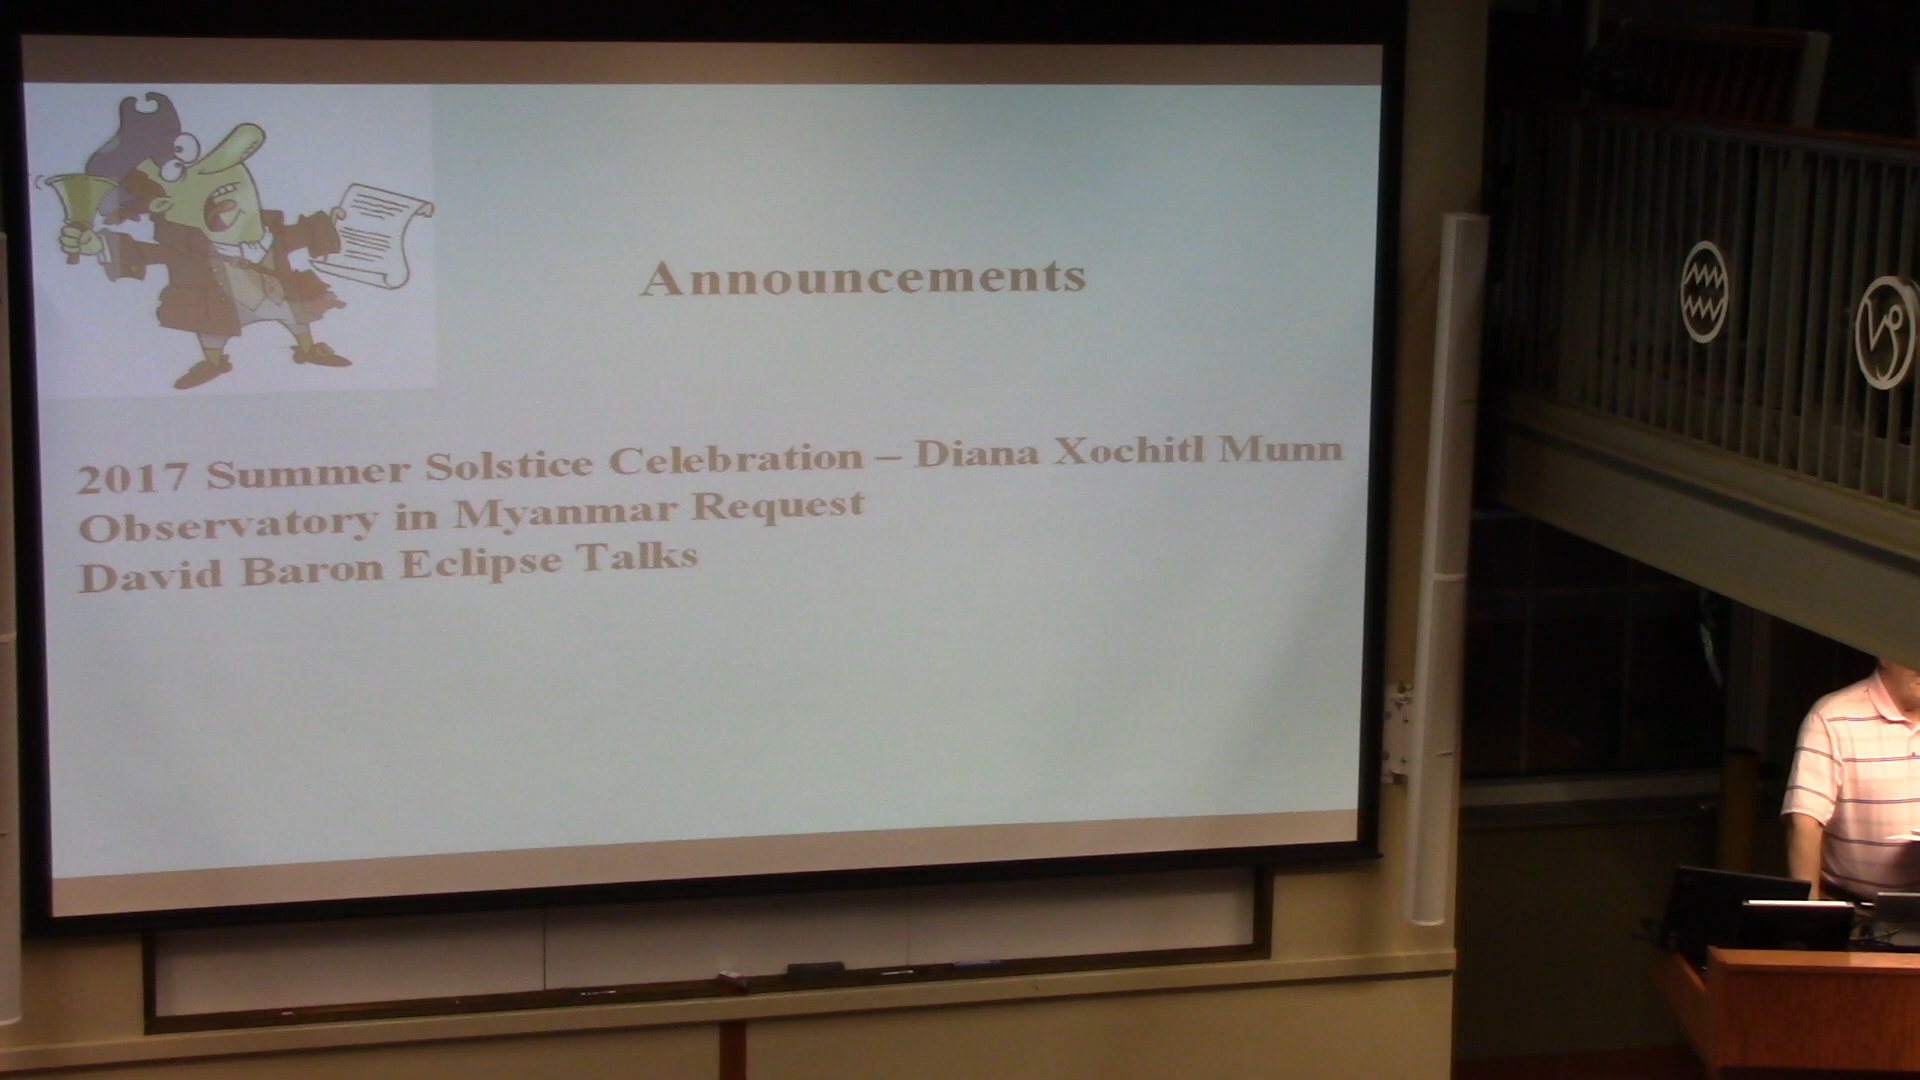 Announcements
2017 Summer Solstice Celebration – Diana Xochitl Munn
Observatory in Myanmar Request
David Baron Eclipse Talks